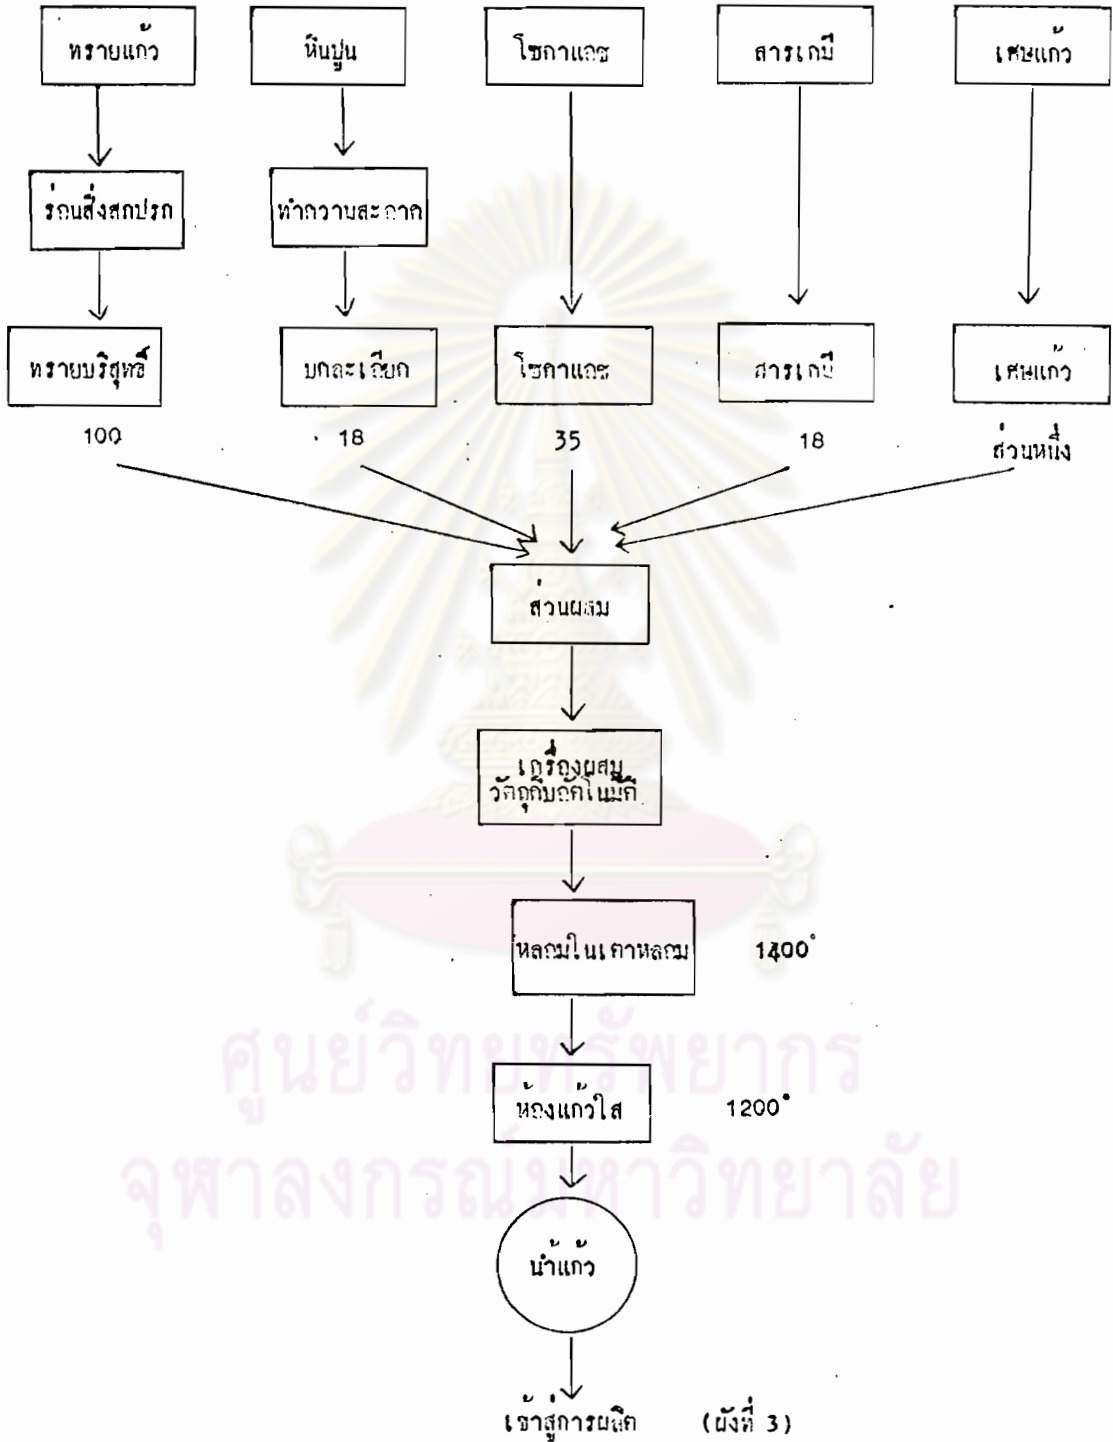 ทรายแก้ว
หินปูน
โซดาแอช
สารเคมี
เศษแก้ว
ร่อนสิ่งสกปรก
ทำความสะอาด
ทรายบริสุทธิ์
บดละเอียด
โซดาแอช
สารเคมี
เศษแก้ว
100
18
35
18
ส่วนหนึ่ง
ส่วนผสม
เครื่องผสม
วัตถุดิบอัตโนมัติ
หลอมในเตาหลอม
1400°
ห้องแก้วใส
1200°
น้ำแก้ว
เข้าสู่การผลิต
(ผังที่ 3)
ศูนย์วิทยทรัพยากร
จุฬาลงกรณ์มหาวิทยาลัย